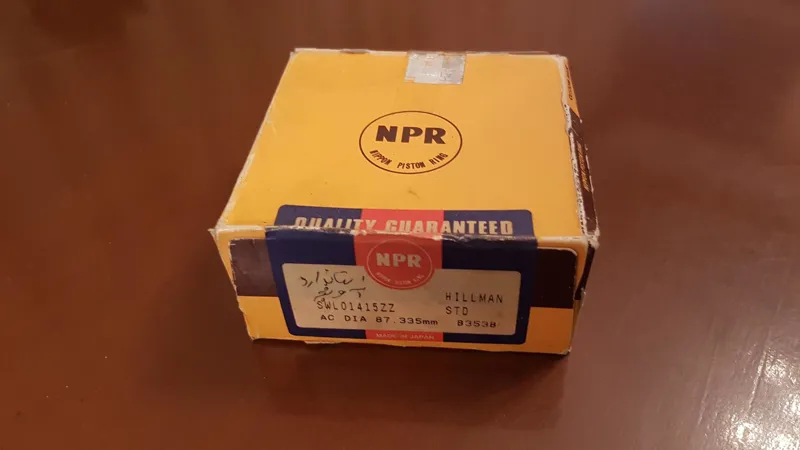 NPR
NIPPON PISTON RING
QUALITY GUARANTEED
NPR
استاندارد
SWL01415ZZ HILLMAN
AC DIA 87.335mm STD
83538
MADE IN JAPAN